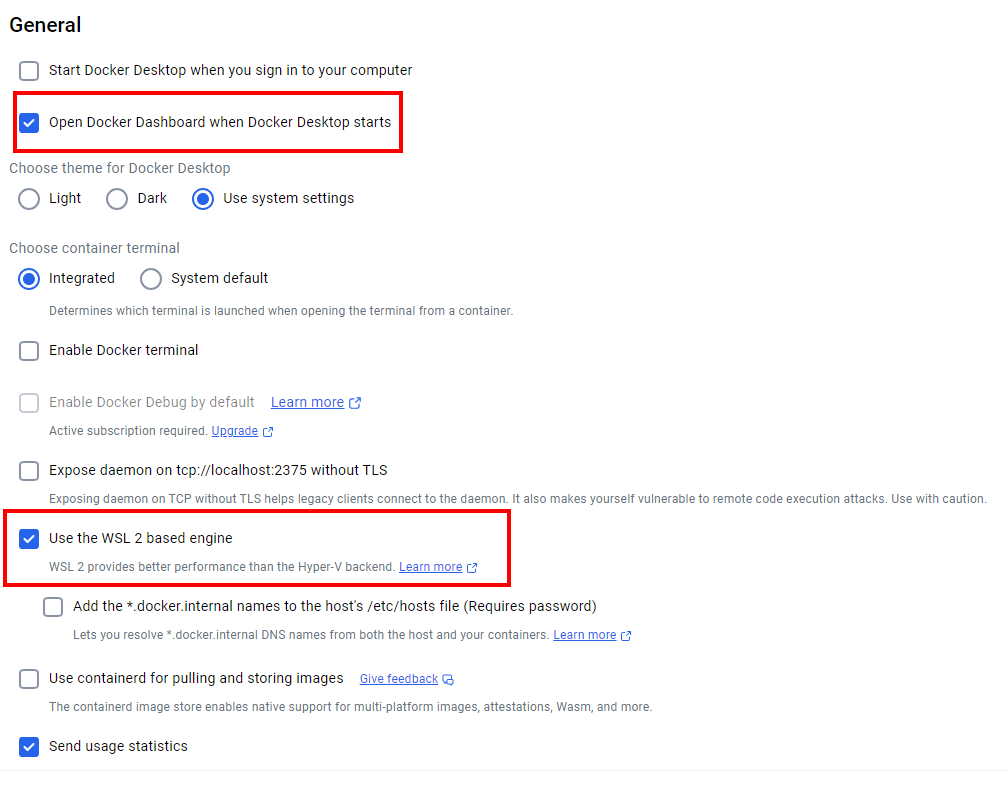 General
Start Docker Desktop when you sign in to your computer
Open Docker Dashboard when Docker Desktop starts
Choose theme for Docker Desktop
Light Dark Use system settings
Choose container terminal
Integrated System default
Determines which terminal is launched when opening the terminal from a container.
Enable Docker terminal
Enable Docker Debug by default Learn more
Active subscription required. Upgrade
Expose daemon on tcp://localhost:2375 without TLS
Exposing daemon on TCP without TLS helps legacy clients connect to the daemon. It also makes yourself vulnerable to remote code execution attacks. Use with caution.
Use the WSL 2 based engine
WSL 2 provides better performance than the Hyper-V backend. Learn more
Add the *.docker.internal names to the host's /etc/hosts file (Requires password)
Lets you resolve *.docker.internal DNS names from both the host and your containers. Learn more
Use containerd for pulling and storing images Give feedback
The containerd image store enables native support for multi-platform images, attestations, Wasm, and more.
Send usage statistics